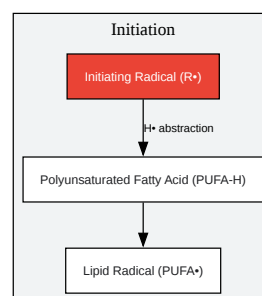 Initiation
Initiating Radical (R•)
H• abstraction
Polyunsaturated Fatty Acid (PUFA-H)
Lipid Radical (PUFA•)